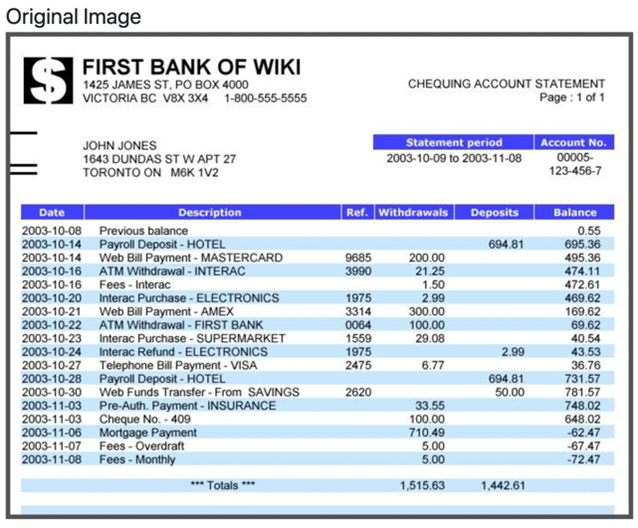 Original Image
$ FIRST BANK OF WIKI
1425 JAMES ST, PO BOX 4000
VICTORIA BC V8X 3X4 1-800-555-5555
CHEQUING ACCOUNT STATEMENT
Page : 1 of 1
JOHN JONES
1643 DUNDAS ST W APT 27
TORONTO ON M6K 1V2
Statement period Account No.
2003-10-09 to 2003-11-08 00005-
123-456-7
Date Description Ref. Withdrawals Deposits Balance
2003-10-08 Previous balance 0.55
2003-10-14 Payroll Deposit - HOTEL 694.81 695.36
2003-10-14 Web Bill Payment - MASTERCARD 9685 200.00 495.36
2003-10-16 ATM Withdrawal - INTERAC 3990 21.25 474.11
2003-10-16 Fees - Interac 1.50 472.61
2003-10-20 Interac Purchase - ELECTRONICS 1975 2.99 469.62
2003-10-21 Web Bill Payment - AMEX 3314 300.00 169.62
2003-10-22 ATM Withdrawal - FIRST BANK 0064 100.00 69.62
2003-10-23 Interac Purchase - SUPERMARKET 1559 29.08 40.54
2003-10-24 Interac Refund - ELECTRONICS 1975 2.99 43.53
2003-10-27 Telephone Bill Payment - VISA 2475 6.77 36.76
2003-10-28 Payroll Deposit - HOTEL 694.81 731.57
2003-10-30 Web Funds Transfer - From SAVINGS 2620 50.00 781.57
2003-11-03 Pre-Auth. Payment - INSURANCE 33.55 748.02
2003-11-03 Cheque No. - 409 100.00 648.02
2003-11-06 Mortgage Payment 710.49 -62.47
2003-11-07 Fees - Overdraft 5.00 -67.47
2003-11-08 Fees - Monthly 5.00 -72.47
*** Totals *** 1,515.63 1,442.61